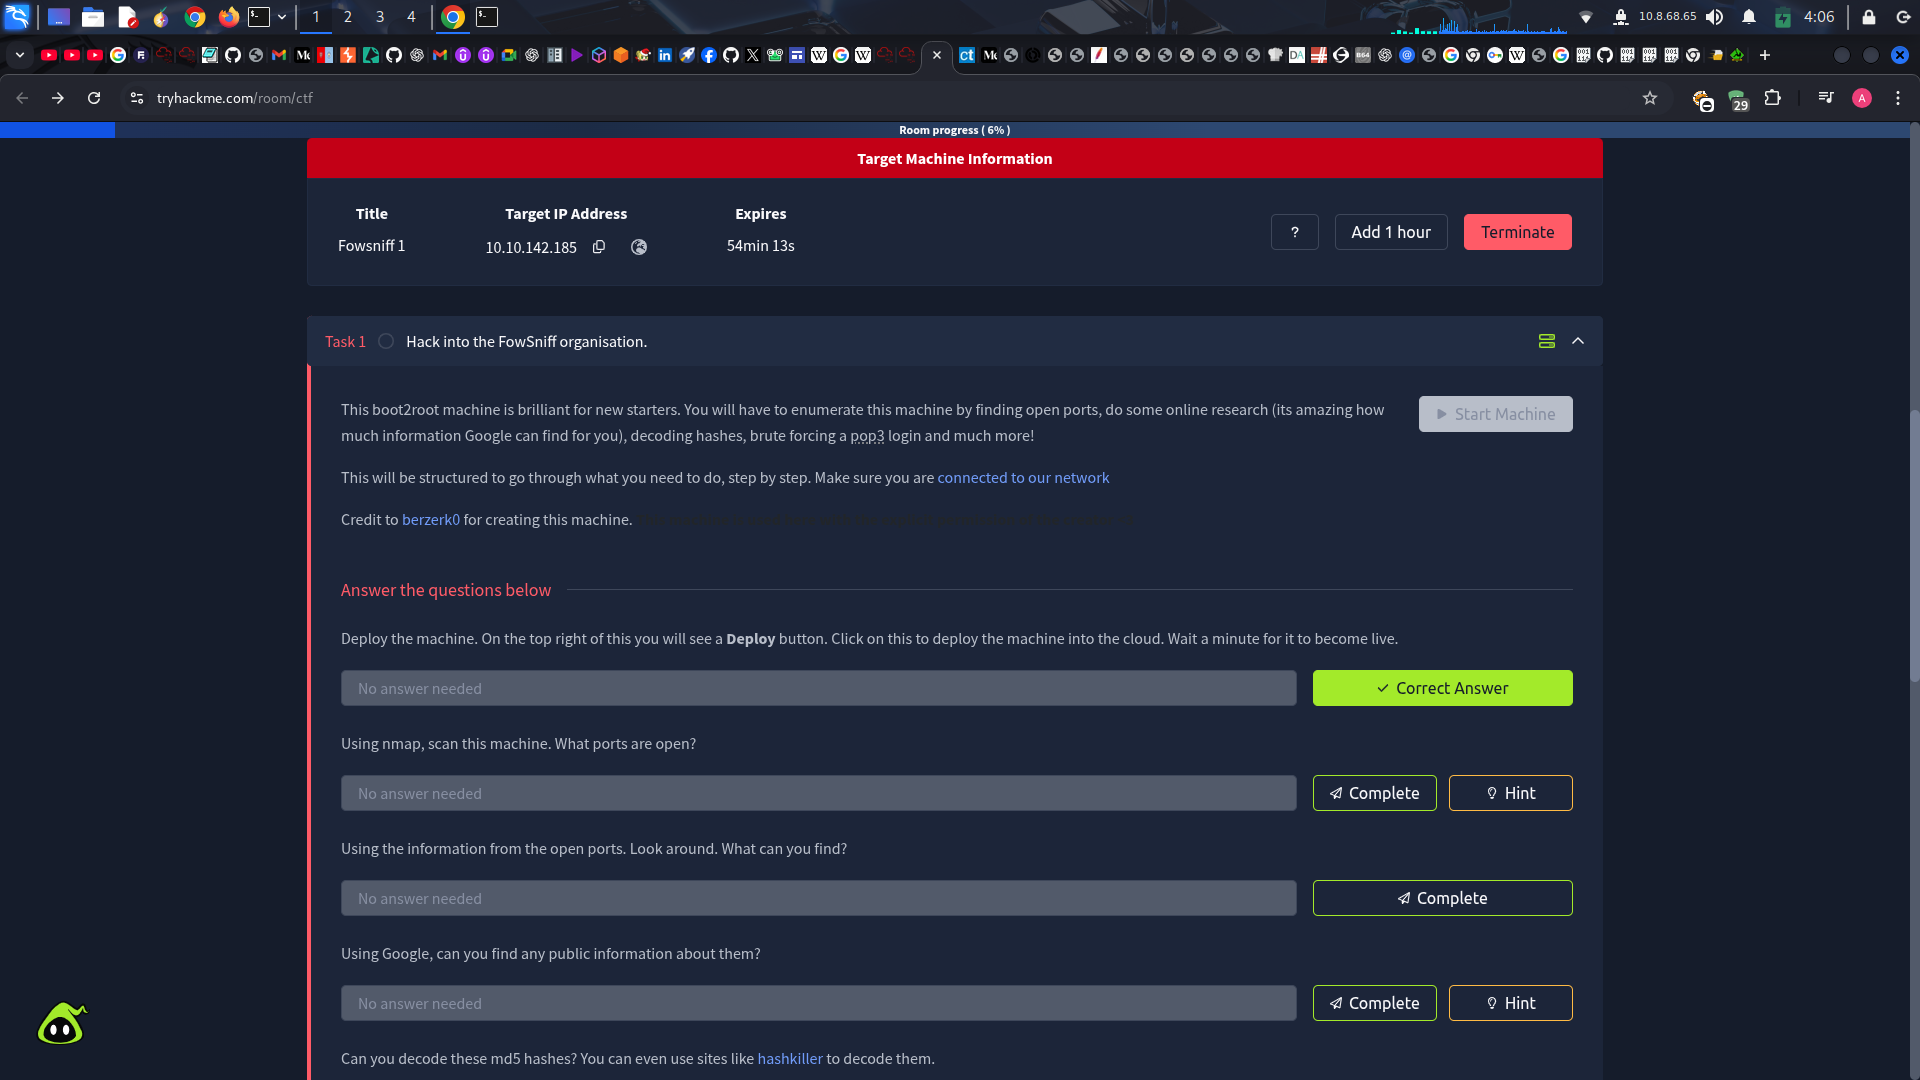 1 2 3 4
10.8.68.65
4:06
tryhackme.com/room/ctf
29
A
Room progress ( 6% )
Target Machine Information
Title
Target IP Address
Expires
Fowsniff 1
10.10.142.185
54min 13s
?
Add 1 hour
Terminate
Task 1
Hack into the FowSniff organisation.
This boot2root machine is brilliant for new starters. You will have to enumerate this machine by finding open ports, do some online research (its amazing how
much information Google can find for you), decoding hashes, brute forcing a pop3 login and much more!
Start Machine
This will be structured to go through what you need to do, step by step. Make sure you are connected to our network
Credit to berzerk0 for creating this machine.
Answer the questions below
Deploy the machine. On the top right of this you will see a Deploy button. Click on this to deploy the machine into the cloud. Wait a minute for it to become live.
No answer needed
Correct Answer
Using nmap, scan this machine. What ports are open?
No answer needed
Complete
Hint
Using the information from the open ports. Look around. What can you find?
No answer needed
Complete
Using Google, can you find any public information about them?
No answer needed
Complete
Hint
Can you decode these md5 hashes? You can even use sites like hashkiller to decode them.